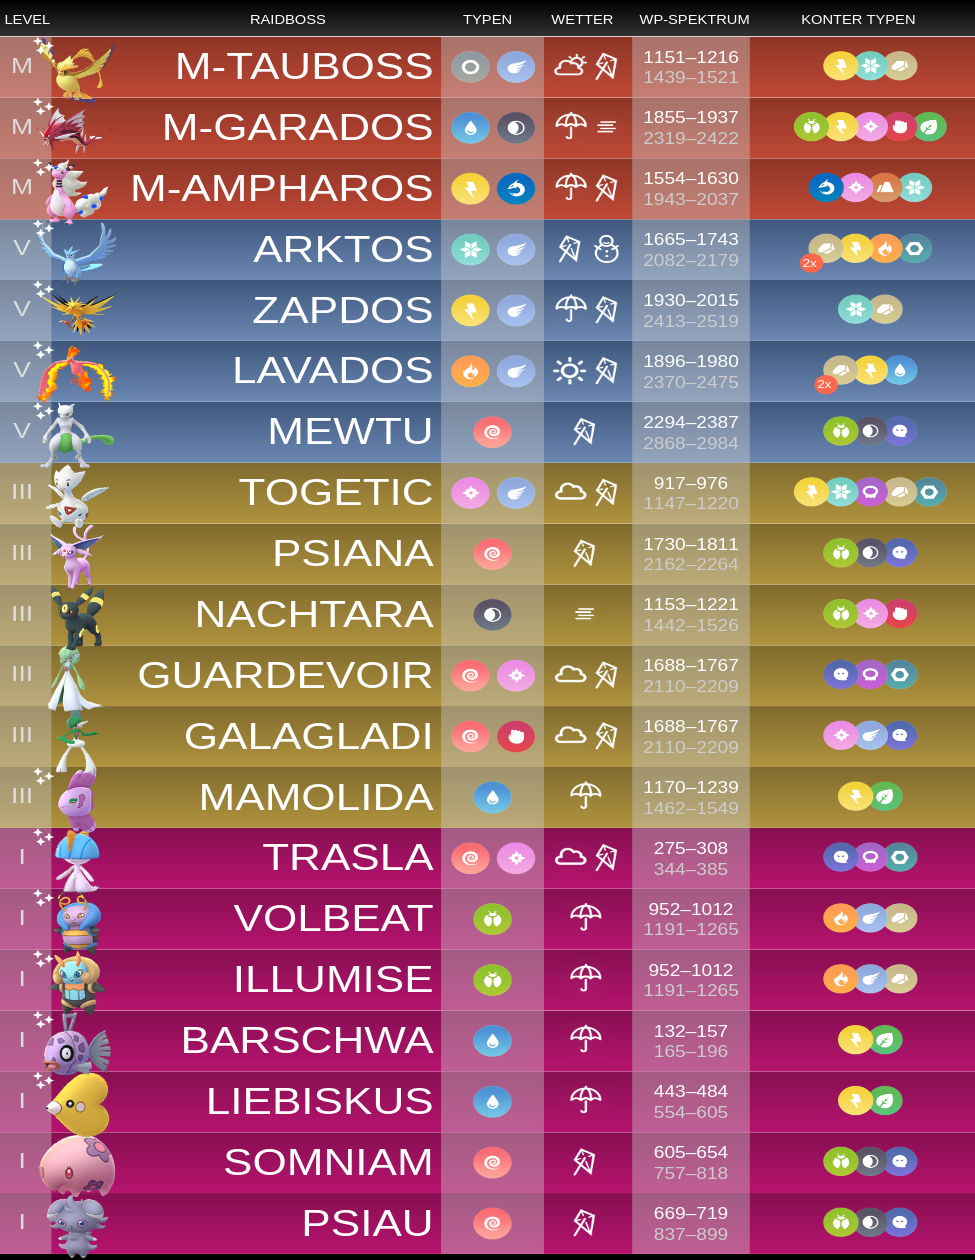 LEVEL RAIDBOSS TYPEN WETTER WP-SPEKTRUM KONTER TYPEN
M M-TAUBOSS 1151–1216
1439–1521
M M-GARADOS 1855–1937
2319–2422
M M-AMPHAROS 1554–1630
1943–2037
V ARKTOS 1665–1743
2082–2179 2x
V ZAPDOS 1930–2015
2413–2519
V LAVADOS 1896–1980
2370–2475 2x
V MEWTU 2294–2387
2868–2984
III TOGETIC 917–976
1147–1220
III PSIANA 1730–1811
2162–2264
III NACHTARA 1153–1221
1442–1526
III GUARDEVOIR 1688–1767
2110–2209
III GALAGLADI 1688–1767
2110–2209
III MAMOLIDA 1170–1239
1462–1549
I TRASLA 275–308
344–385
I VOLBEAT 952–1012
1191–1265
I ILLUMISE 952–1012
1191–1265
I BARSCHWA 132–157
165–196
I LIEBISKUS 443–484
554–605
I SOMNIAM 605–654
757–818
I PSIAU 669–719
837–899